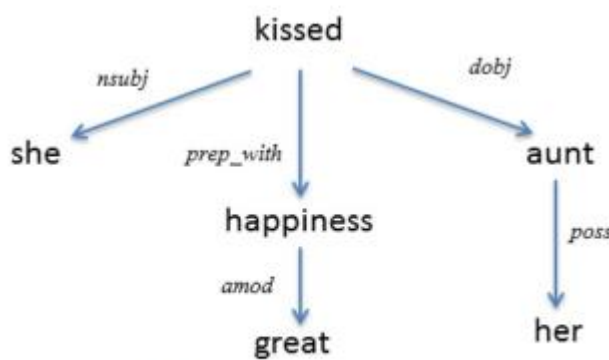 kissed
nsubj
dobj
she
prep_with
aunt
happiness
poss
amod
great
her